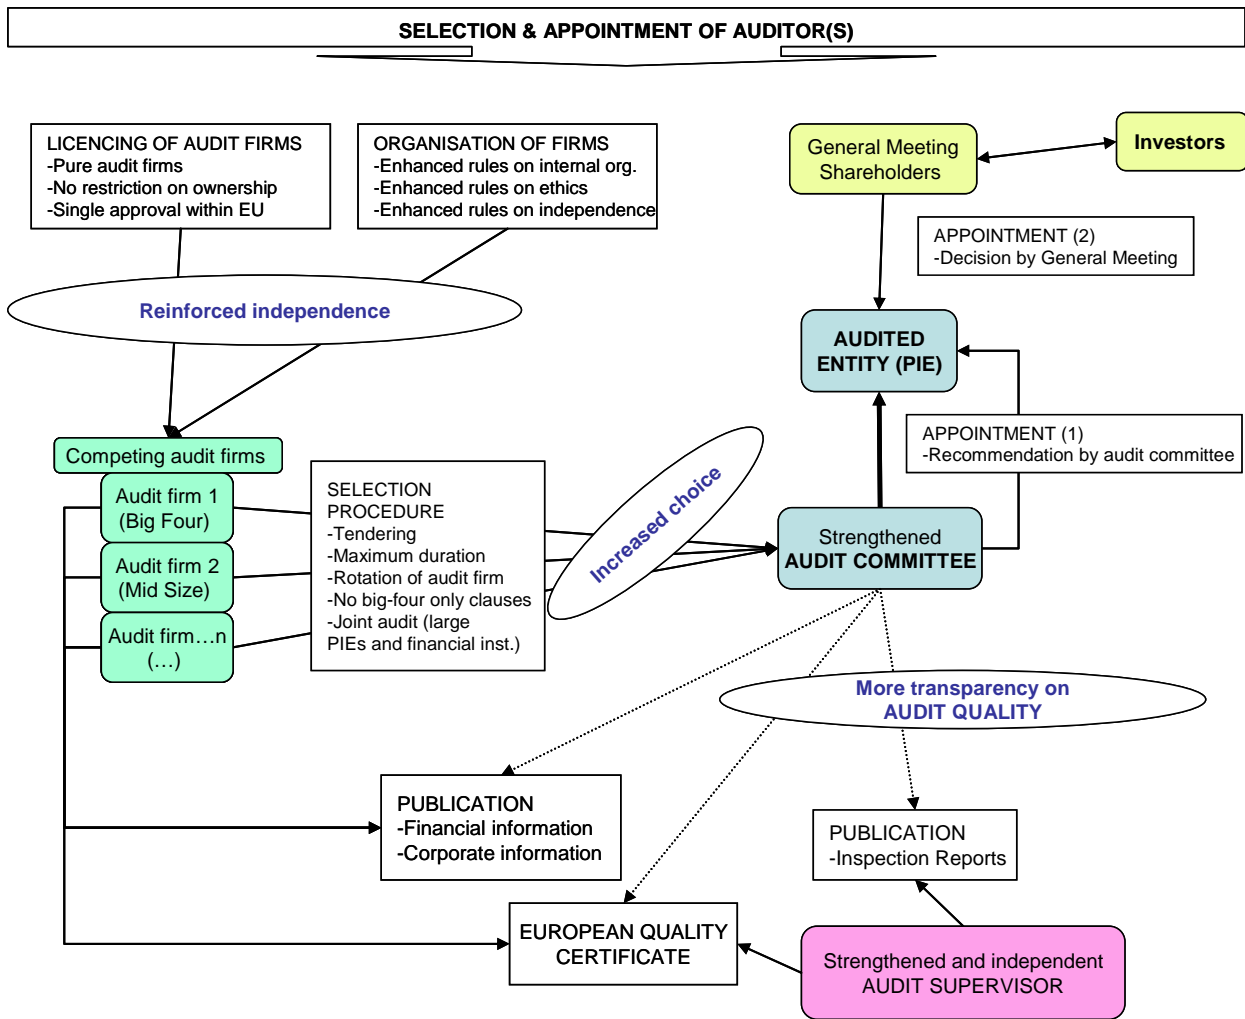 SELECTION & APPOINTMENT OF AUDITOR(S)
LICENCING OF AUDIT FIRMS
-Pure audit firms
-No restriction on ownership
-Single approval within EU
ORGANISATION OF FIRMS
-Enhanced rules on internal org.
-Enhanced rules on ethics
-Enhanced rules on independence
General Meeting
Shareholders
Investors
APPOINTMENT (2)
-Decision by General Meeting
Reinforced independence
AUDITED
ENTITY (PIE)
APPOINTMENT (1)
-Recommendation by audit committee
Competing audit firms
Audit firm 1
(Big Four)
Audit firm 2
(Mid Size)
Audit firm…n
(…)
SELECTION
PROCEDURE
-Tendering
-Maximum duration
-Rotation of audit firm
-No big-four only clauses
-Joint audit (large
PIEs and financial inst.)
Increased choice
Strengthened
AUDIT COMMITTEE
More transparency on
AUDIT QUALITY
PUBLICATION
-Financial information
-Corporate information
PUBLICATION
-Inspection Reports
EUROPEAN QUALITY
CERTIFICATE
Strengthened and independent
AUDIT SUPERVISOR